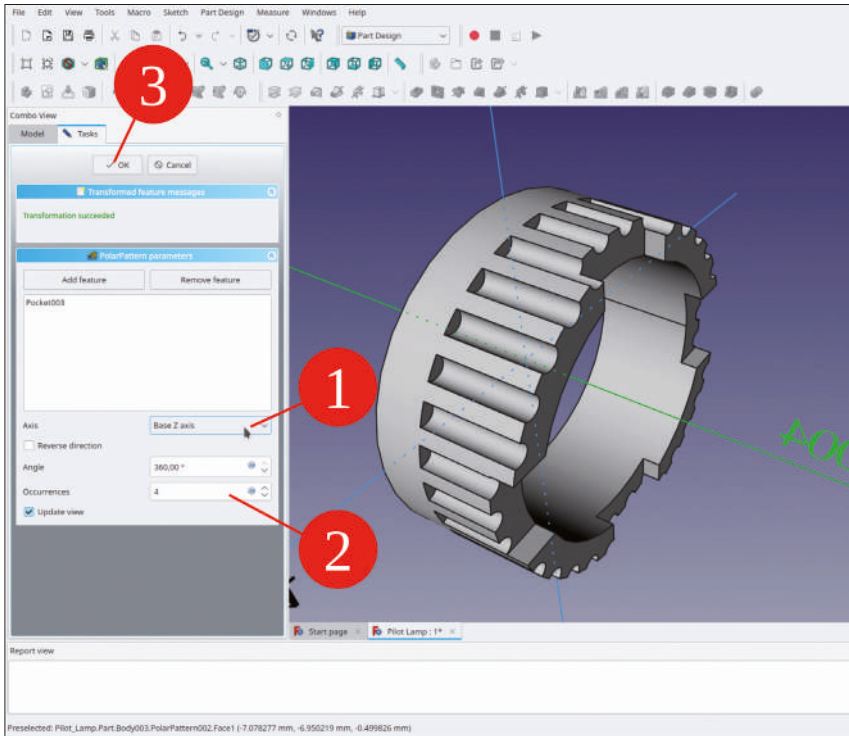 File Edit View Tools Macro Sketch Part Design Measure Windows Help
Part Design
3
Combo View
Model Tasks
OK Cancel
Transformed feature messages
Transformation succeeded
PolarPattern parameters
Add feature Remove feature
Pocket003
1
Axis Base Z axis
Reverse direction
Angle 360,00 °
Occurrences 4
Update view
2
Start page Pilot Lamp : 1*
Report view
Preselected: Pilot_Lamp.Part.Body003.PolarPattern002.Face1 (-7.078277 mm, -6.950219 mm, -0.499826 mm)